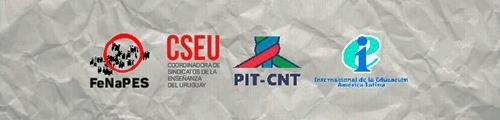 FeNaPES
CSEU
COORDINADORA DE
SINDICATOS DE LA
ENSEÑANZA
DEL URUGUAY
PIT-CNT
Internacional de la Educación
América Latina